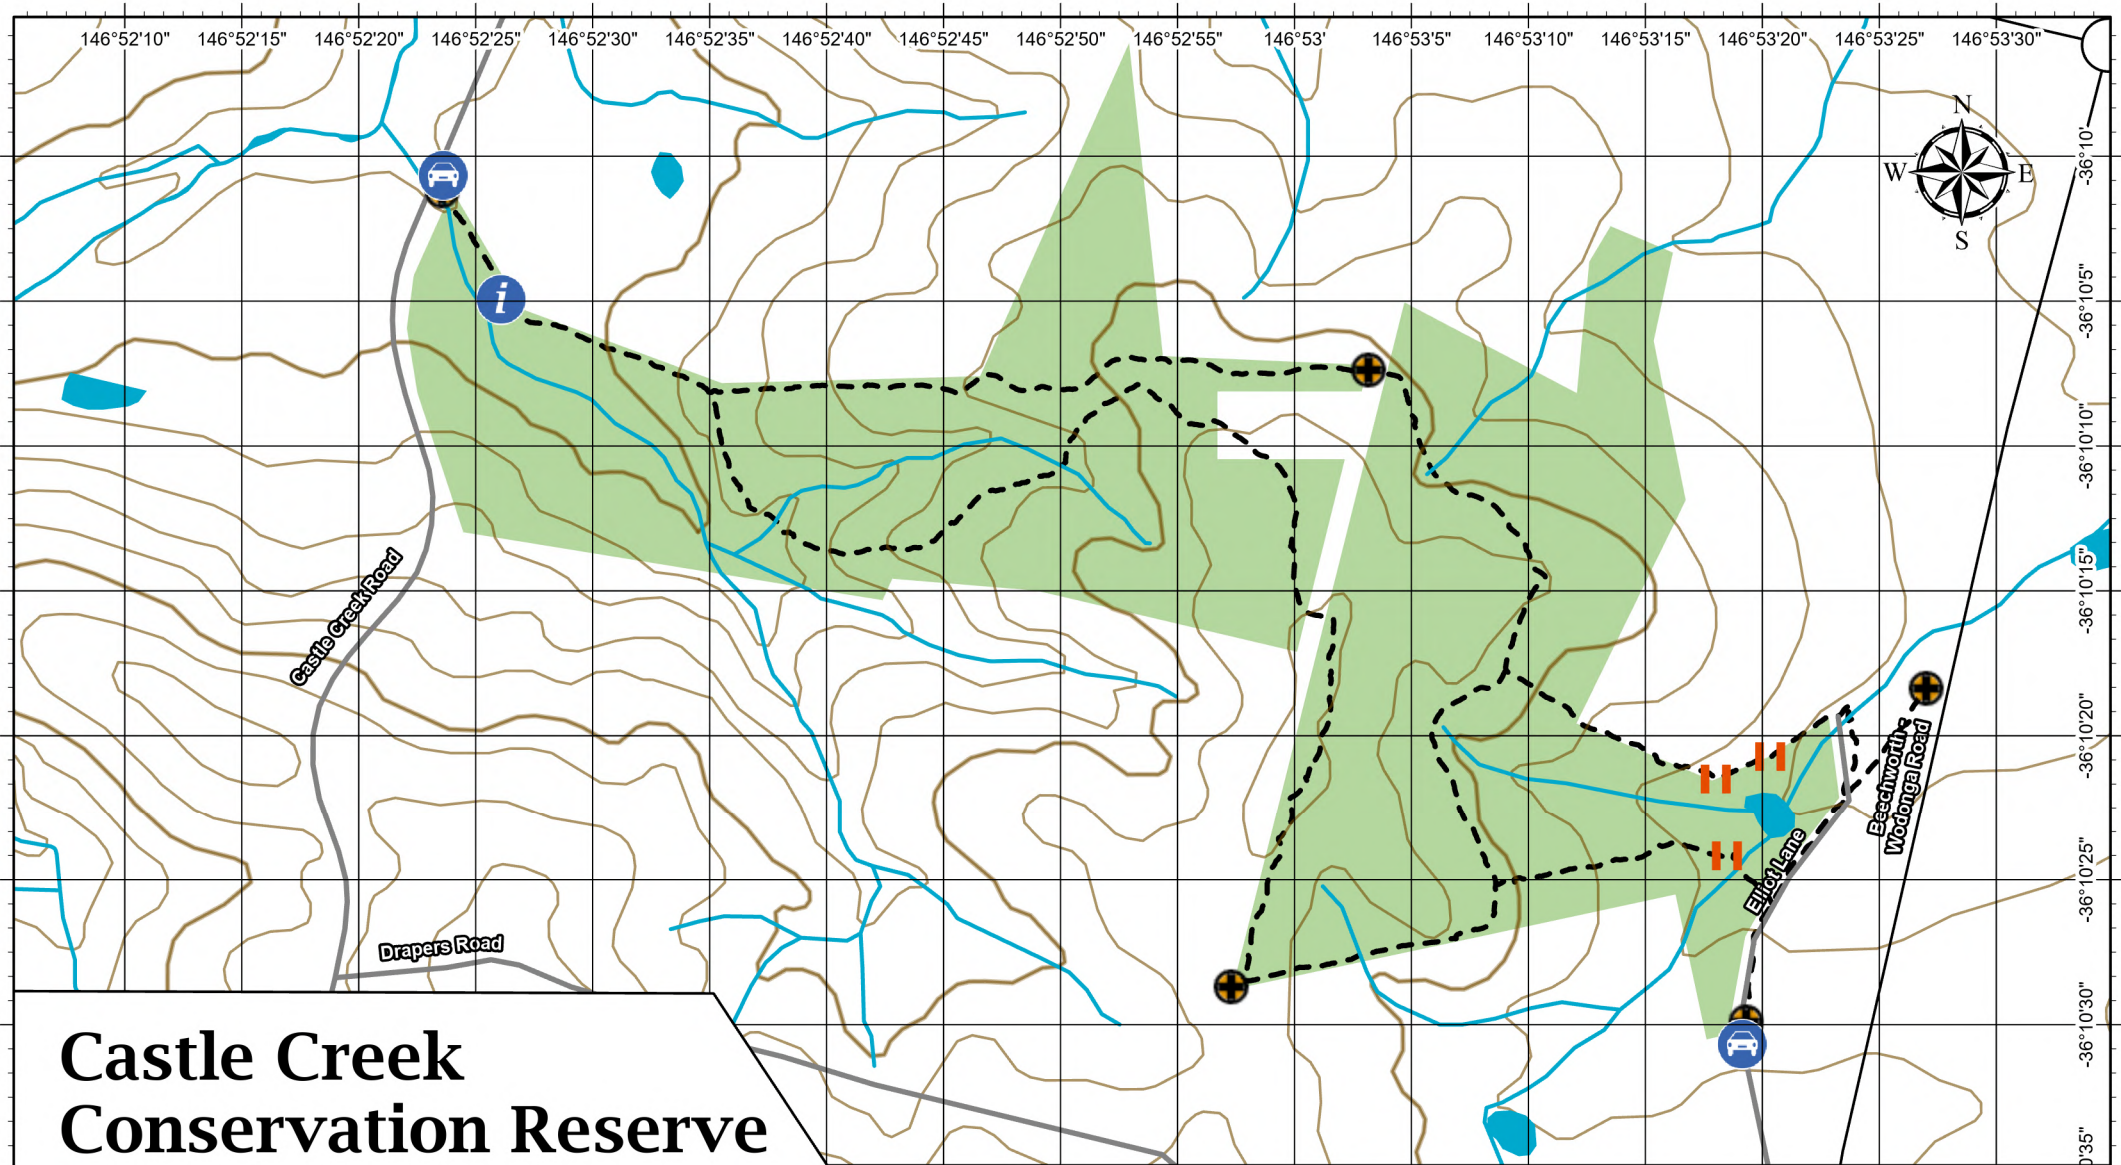 146°52'10" 146°52'15" 146°52'20" 146°52'25" 146°52'30" 146°52'35" 146°52'40" 146°52'45" 146°52'50" 146°52'55" 146°53' 146°53'5" 146°53'10" 146°53'15" 146°53'20" 146°53'25" 146°53'30"
N
W E
S
-36°10'
-36°10'5"
i
-36°10'10"
-36°10'15"
Castle Creek Road
-36°10'20"
Beechworth-
Wodonga Road
Elliot Lane
-36°10'25"
Drapers Road
-36°10'30"
0'35"
Castle Creek
Conservation Reserve